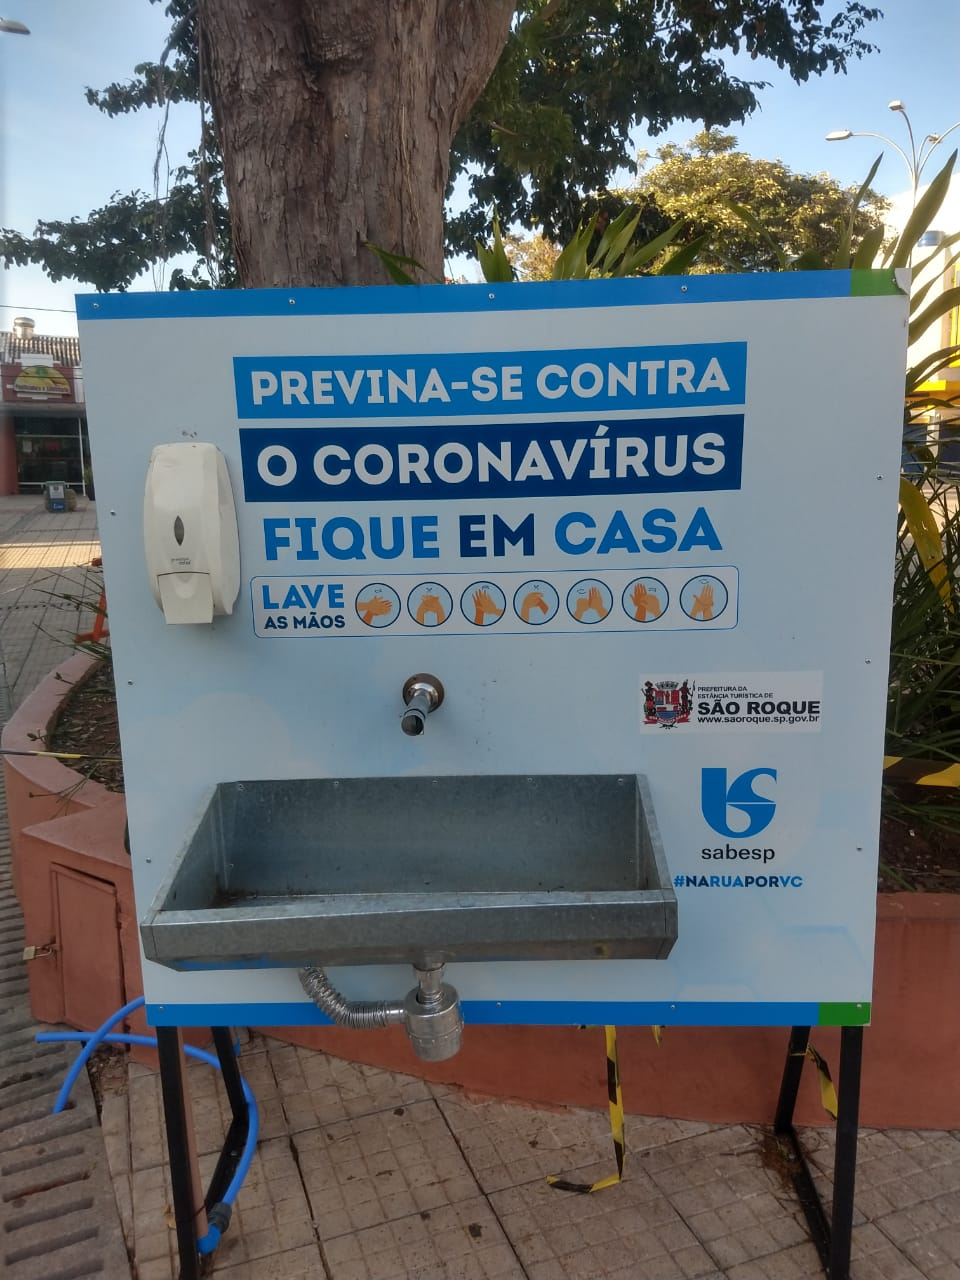 PREVINA-SE CONTRA
O CORONAVÍRUS
FIQUE EM CASA
LAVE
AS MÃOS
PREFEITURA DA
ESTÂNCIA TURÍSTICA DE
SÃO ROQUE
www.saoroque.sp.gov.br
sabesp
#NARUAPORVC